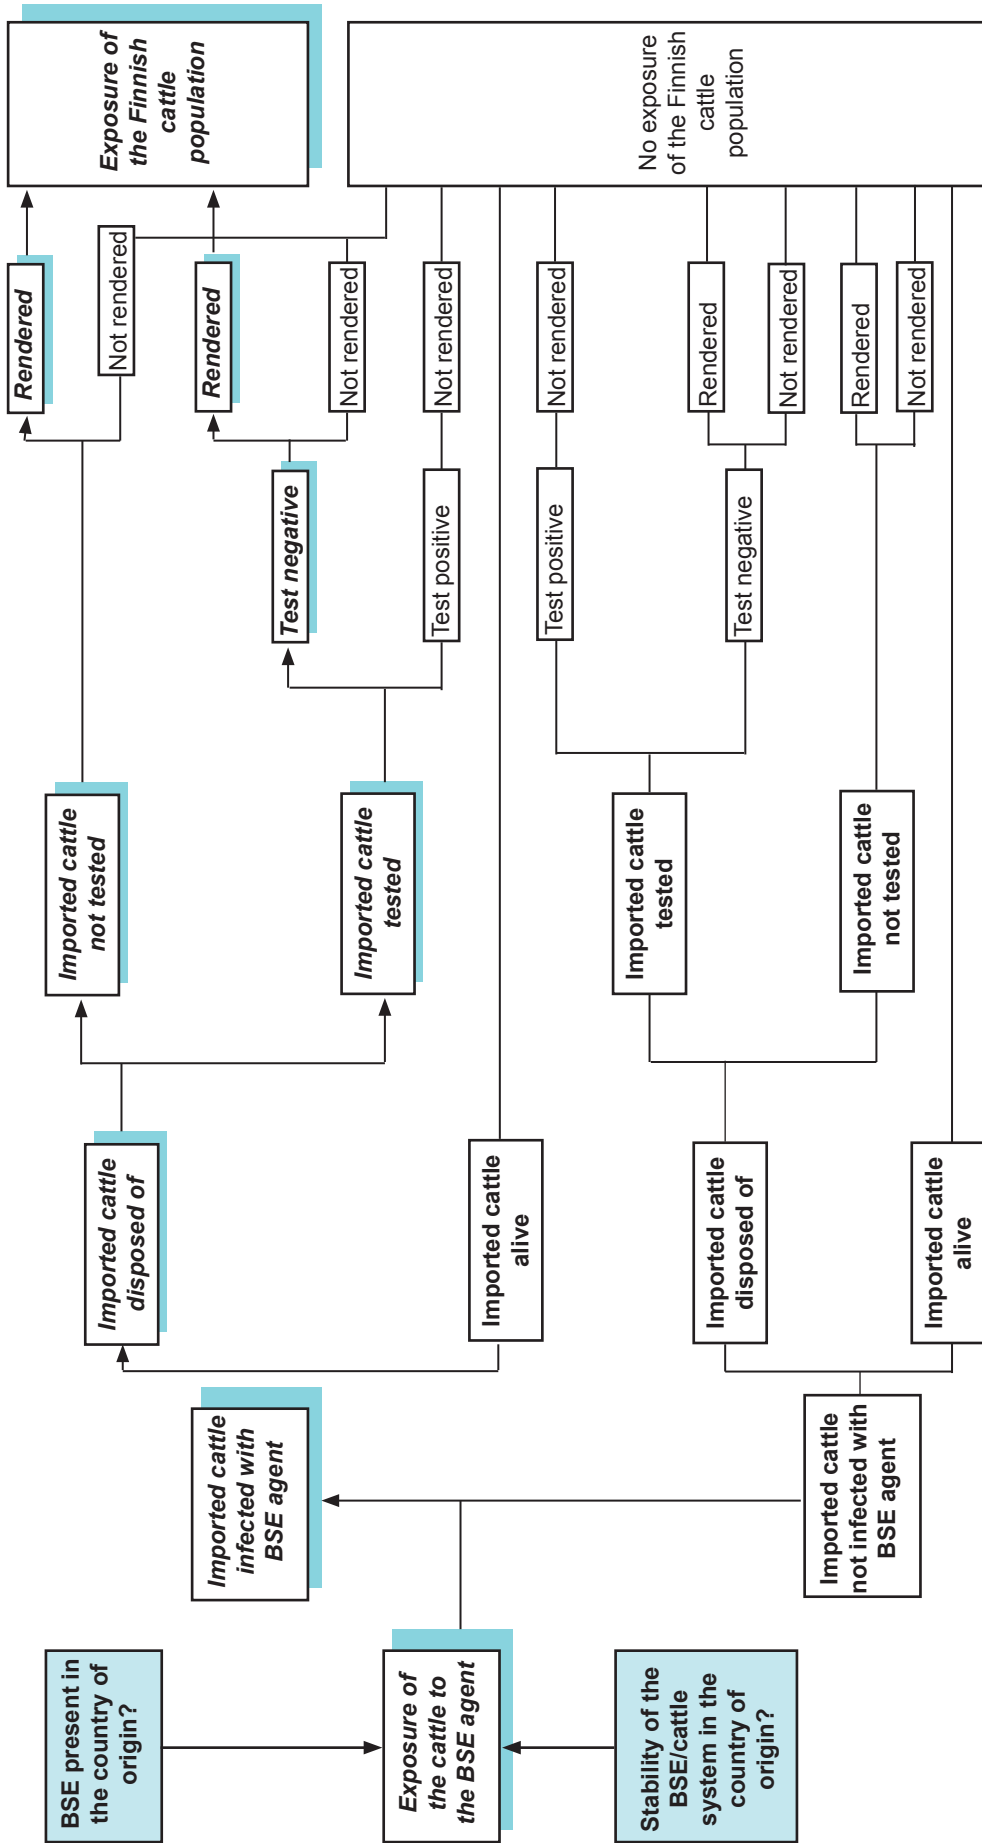 BSE present in
the country of
origin?
Exposure of
the cattle to
the BSE agent
Stability of the
BSE/cattle
system in the
country of
origin?
Imported cattle
infected with
BSE agent
Imported cattle
not infected with
BSE agent
Imported cattle
disposed of
Imported cattle
alive
Imported cattle
disposed of
Imported cattle
alive
Imported cattle
not tested
Imported cattle
tested
Imported cattle
tested
Imported cattle
not tested
Test negative
Test positive
Test positive
Test negative
Rendered
Not rendered
Rendered
Not rendered
Not rendered
Not rendered
Rendered
Not rendered
Rendered
Not rendered
Exposure of
the Finnish
cattle
population
No exposure
of the Finnish
cattle
population